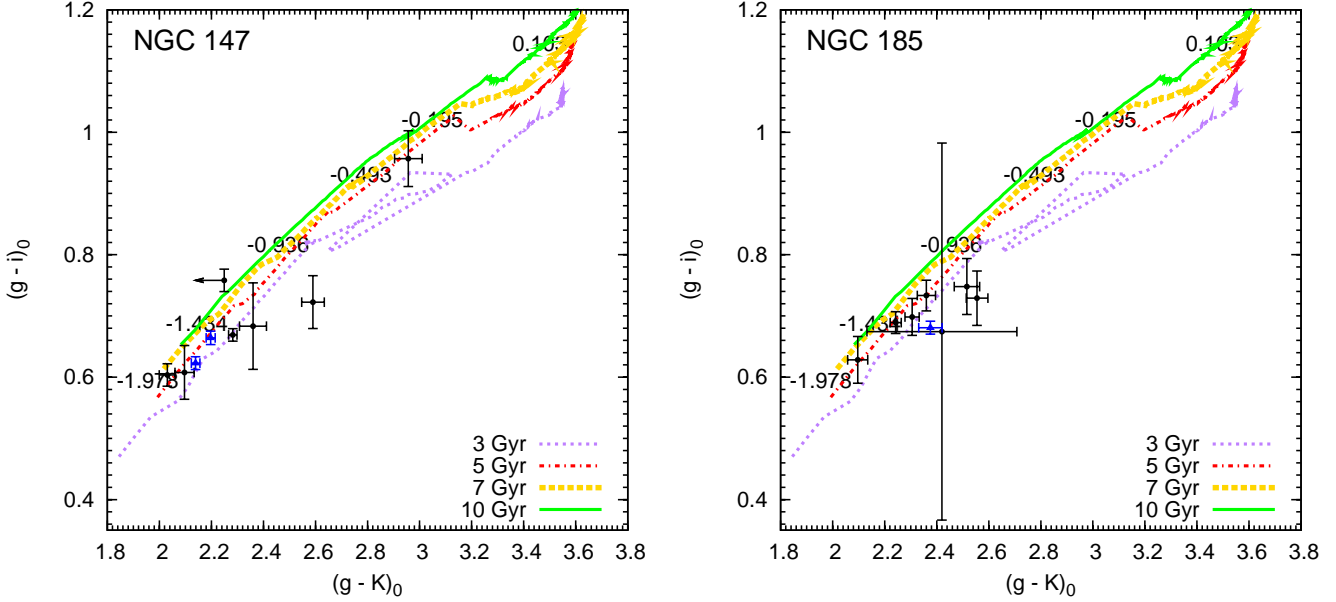 NGC 147
1.2
1
0.8
0.6
0.4
(g - i)₀
0.103
-0.195
-0.493
-0.936
-1.434
-1.978
3 Gyr
5 Gyr
7 Gyr
10 Gyr
1.8 2 2.2 2.4 2.6 2.8 3 3.2 3.4 3.6 3.8
(g - K)₀
NGC 185
1.2
1
0.8
0.6
0.4
(g - i)₀
-0.195
-0.493
-0.936
-1.978
3 Gyr
5 Gyr
7 Gyr
10 Gyr
1.8 2 2.2 2.4 2.6 2.8 3 3.2 3.4 3.6 3.8
(g - K)₀